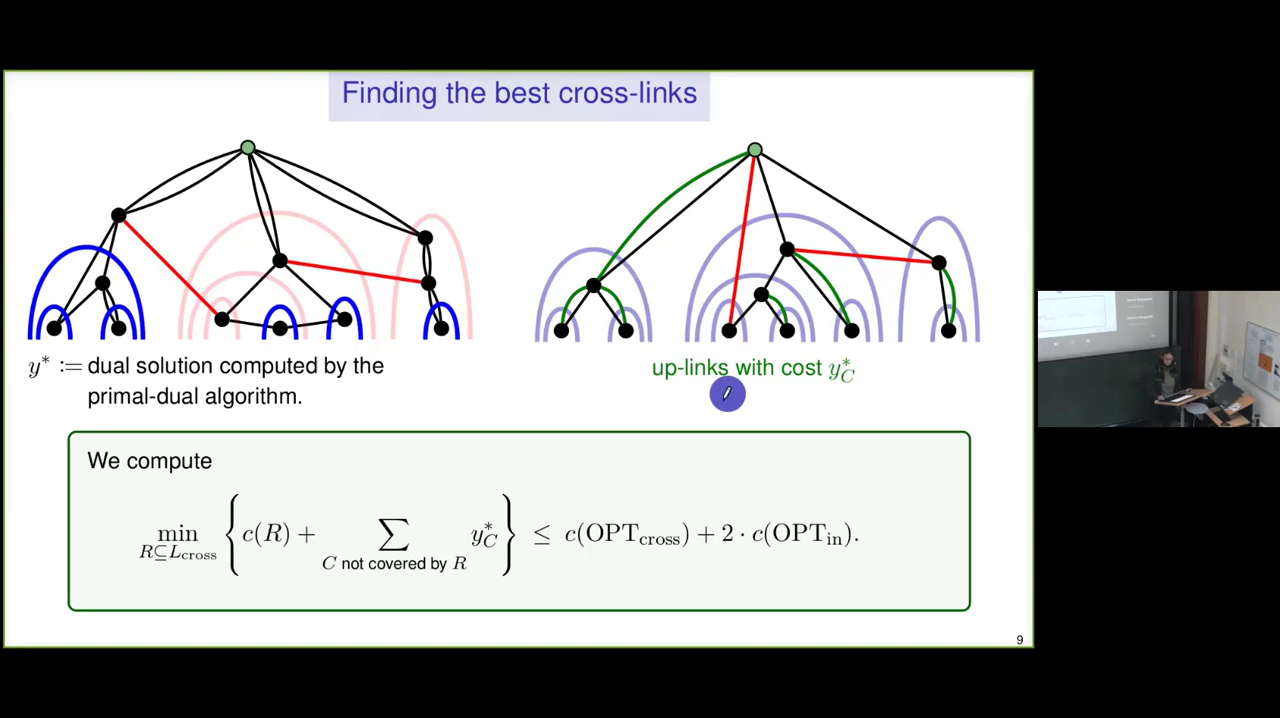 Finding the best cross-links
y* := dual solution computed by the
primal-dual algorithm.
up-links with cost y*_C
We compute
min_{R⊆L_cross} { c(R) + ∑_{C not covered by R} y*_C } ≤ c(OPT_cross) + 2 · c(OPT_in).
9